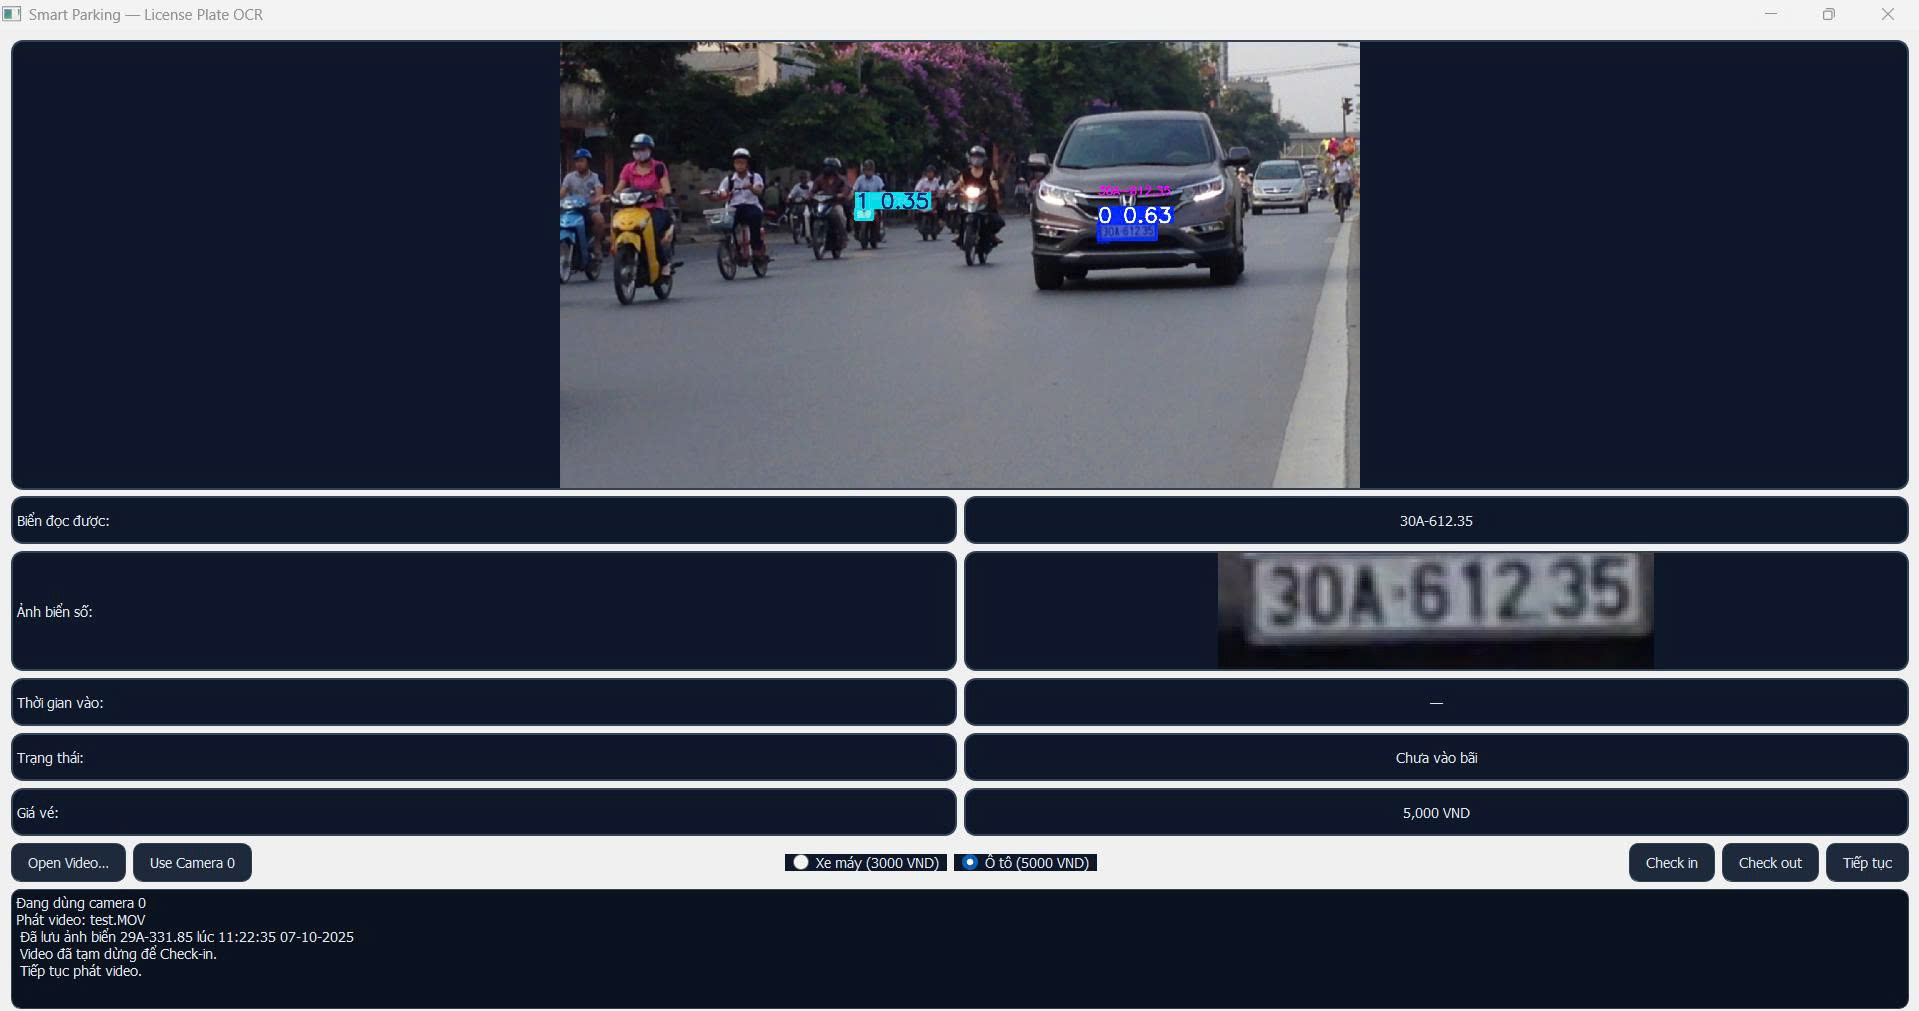 Smart Parking — License Plate OCR
1 0.35
30A-612.35
0 0.63
30A-612.35
Biển đọc được:
30A-612.35
Ảnh biển số:
30A-612.35
Thời gian vào:
—
Trạng thái:
Chưa vào bãi
Giá vé:
5,000 VND
Open Video...
Use Camera 0
Xe máy (3000 VND)
Ô tô (5000 VND)
Check in
Check out
Tiếp tục
Đang dùng camera 0
Phát video: test.MOV
Đã lưu ảnh biển 29A-331.85 lúc 11:22:35 07-10-2025
Video đã tạm dừng để Check-in.
Tiếp tục phát video.